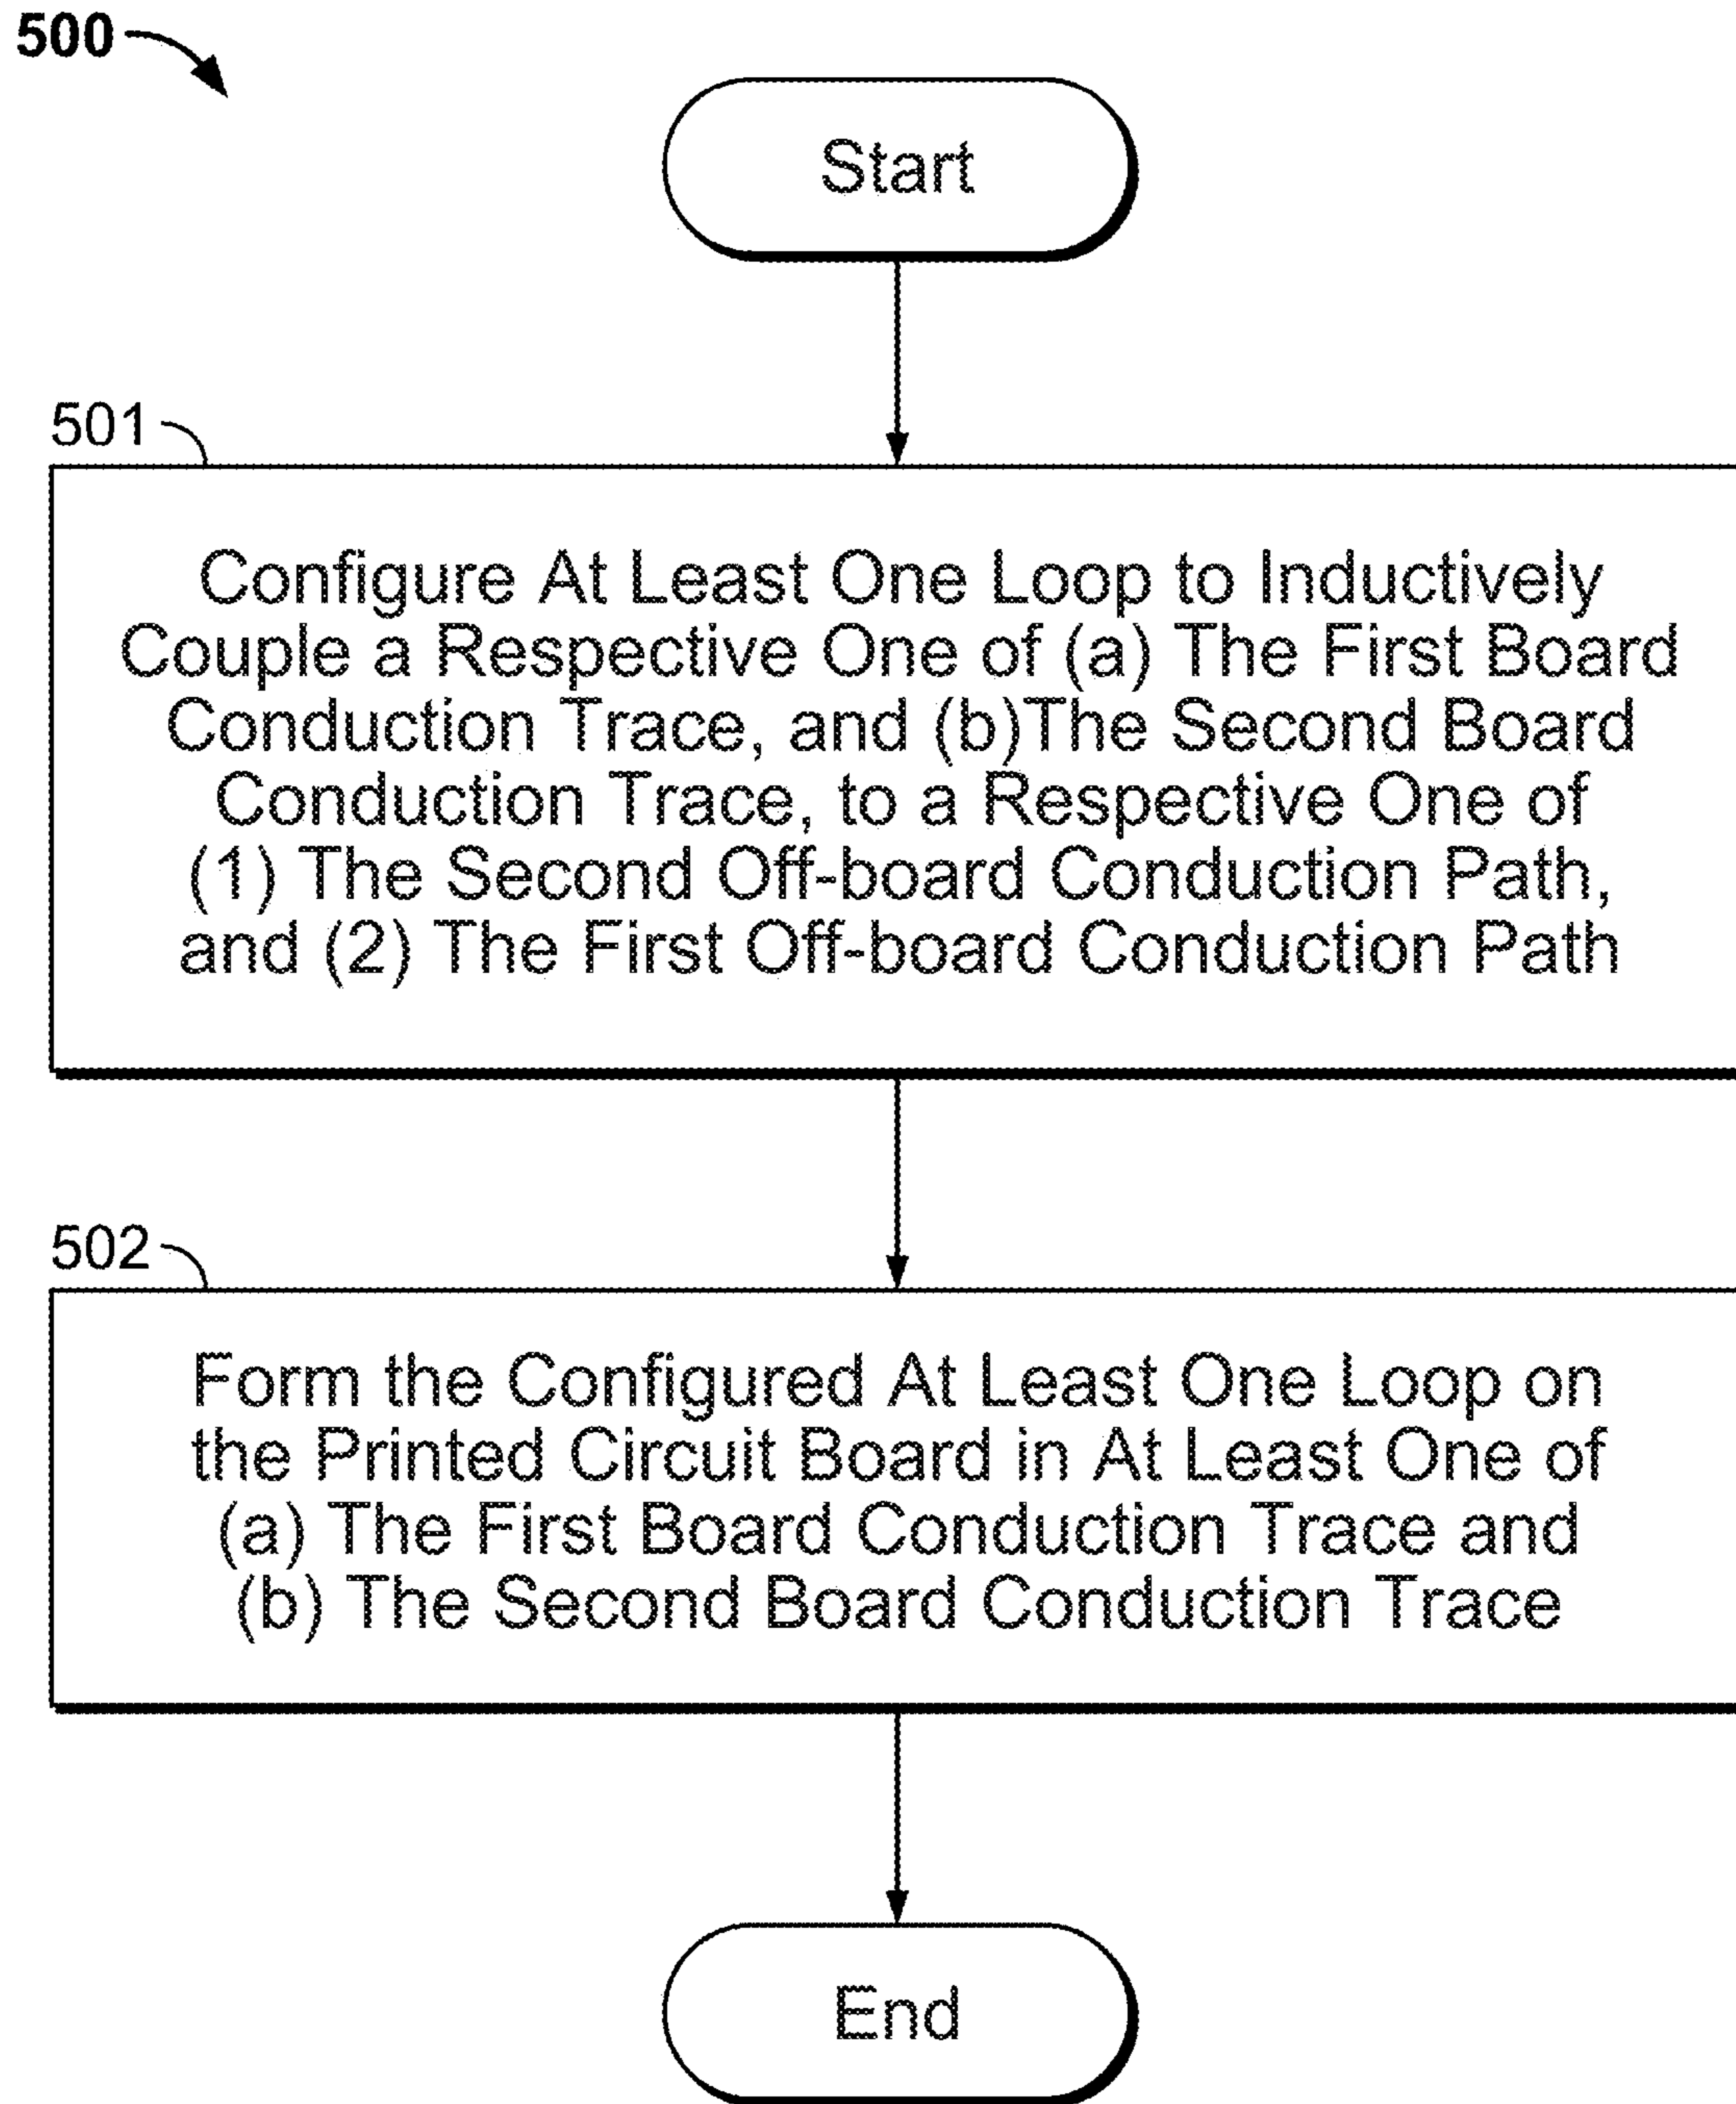 500
Start
501
Configure At Least One Loop to Inductively
Couple a Respective One of (a) The First Board
Conduction Trace, and (b)The Second Board
Conduction Trace, to a Respective One of
(1) The Second Off-board Conduction Path,
and (2) The First Off-board Conduction Path
502
Form the Configured At Least One Loop on
the Printed Circuit Board in At Least One of
(a) The First Board Conduction Trace and
(b) The Second Board Conduction Trace
End